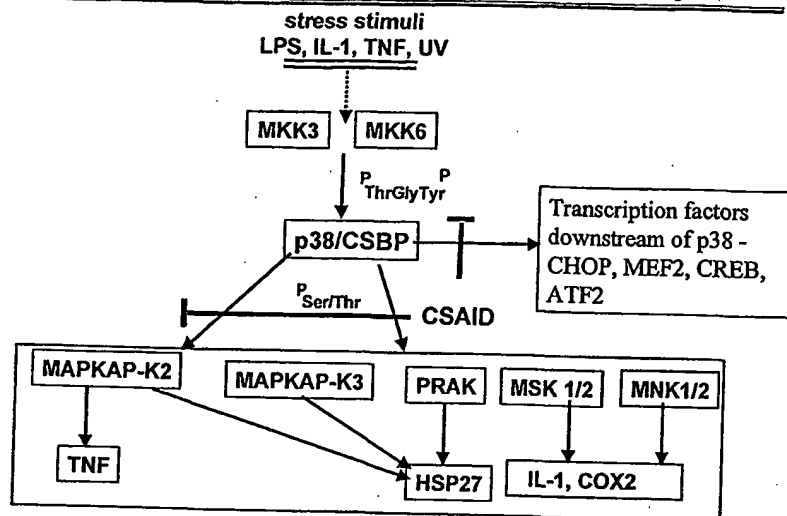 stress stimuli
LPS, IL-1, TNF, UV
MKK3
MKK6
P P
ThrGlyTyr
p38/CSBP
Transcription factors
downstream of p38 -
CHOP, MEF2, CREB,
ATF2
P
Ser/Thr
CSAID
MAPKAP-K2
MAPKAP-K3
PRAK
MSK 1/2
MNK1/2
TNF
HSP27
IL-1, COX2